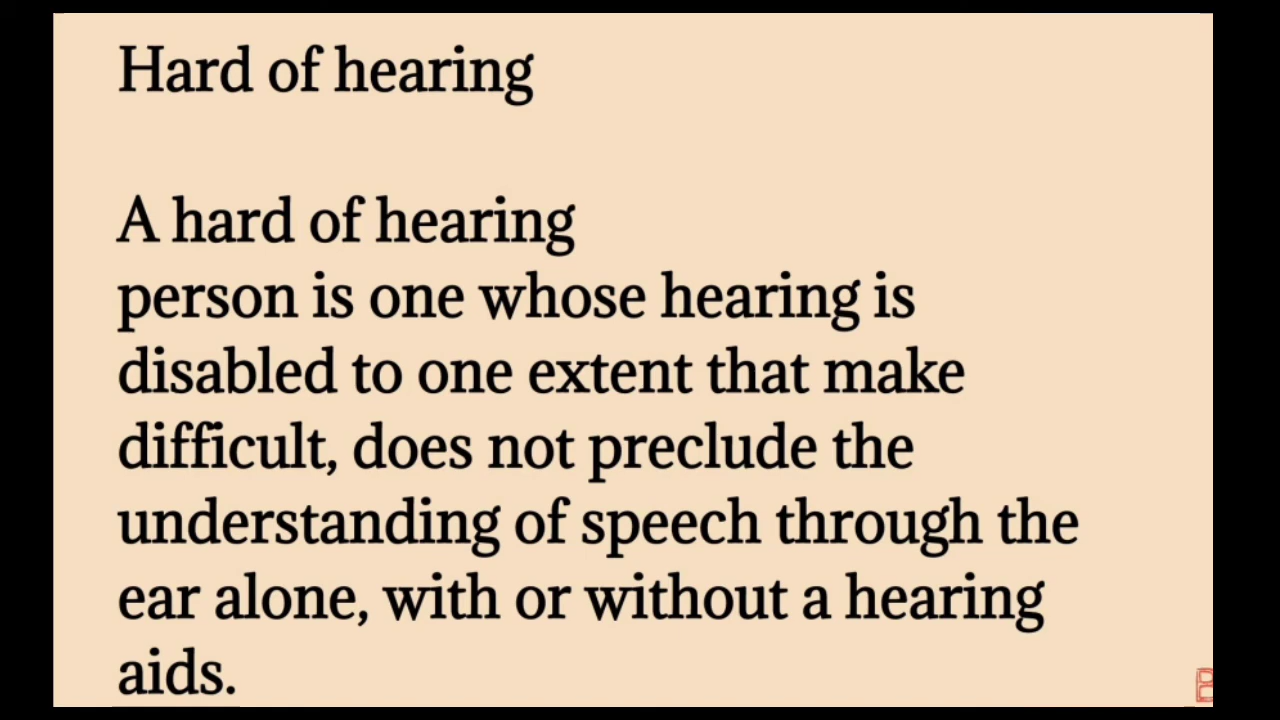 Hard of hearing
A hard of hearing
person is one whose hearing is
disabled to one extent that make
difficult, does not preclude the
understanding of speech through the
ear alone, with or without a hearing
aids.
B